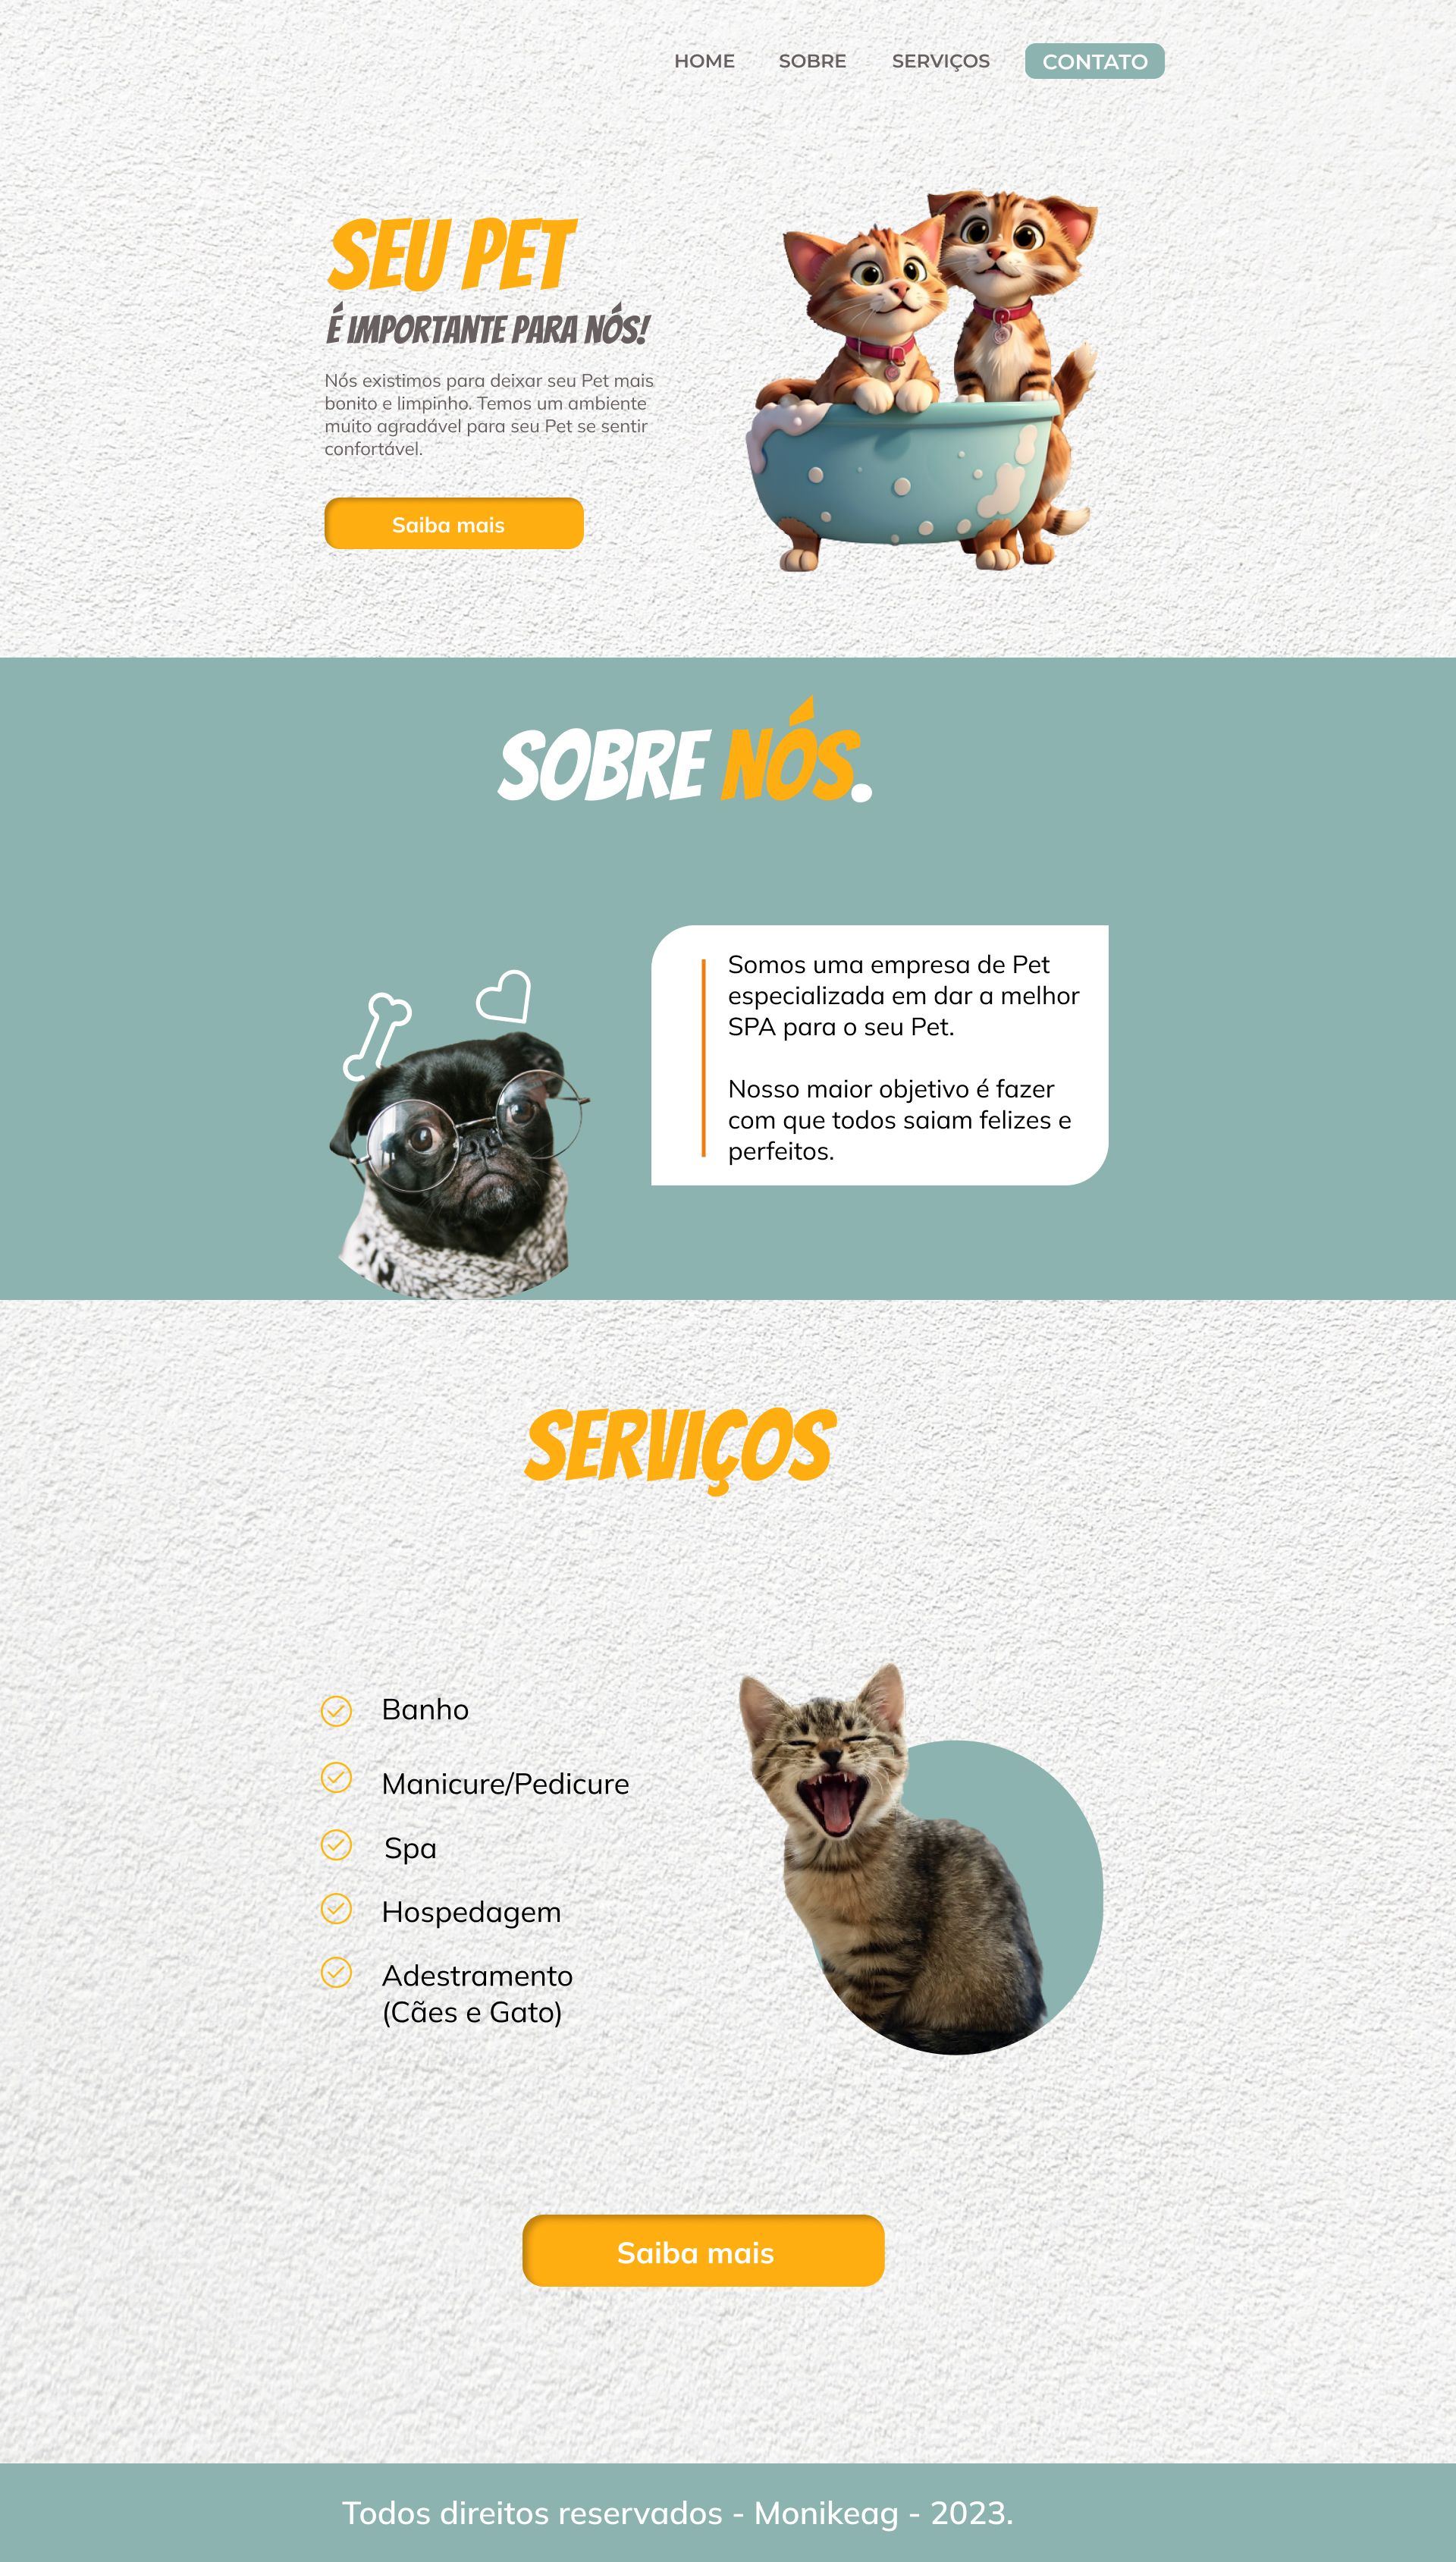 HOME SOBRE SERVIÇOS CONTATO
SEU PET
É IMPORTANTE PARA NÓS!
Nós existimos para deixar seu Pet mais
bonito e limpinho. Temos um ambiente
muito agradável para seu Pet se sentir
confortável.
Saiba mais
SOBRE NÓS.
Somos uma empresa de Pet
especializada em dar a melhor
SPA para o seu Pet.
Nosso maior objetivo é fazer
com que todos saiam felizes e
perfeitos.
SERVIÇOS
Banho
Manicure/Pedicure
Spa
Hospedagem
Adestramento
(Cães e Gato)
Saiba mais
Todos direitos reservados - Monikeag - 2023.